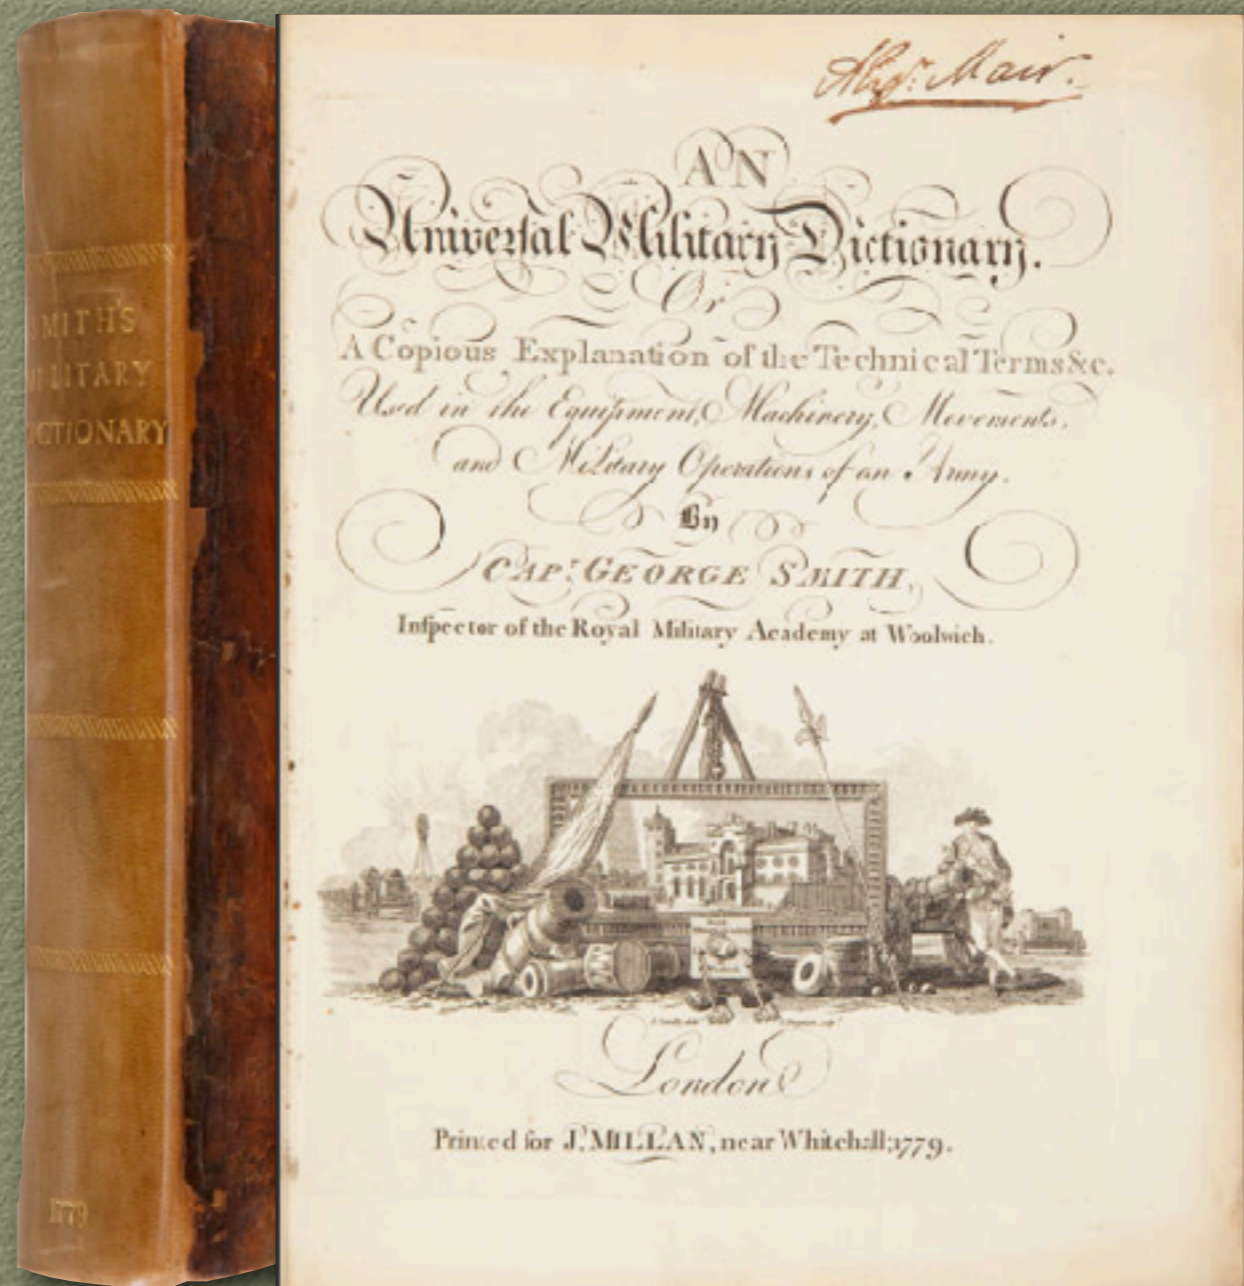 SMITH'S
MILITARY
DICTIONARY
1779
Mair.
AN
Universal Military Dictionary.
Or
A Copious Explanation of the Technical Terms &c.
Used in the Equipment, Machinery, Movements,
and Military Operations of an Army.
By
CAPT. GEORGE SMITH,
Inſpector of the Royal Military Academy at Woolwich.
London
Printed for J. MILLAN, near Whitehall; 1779.